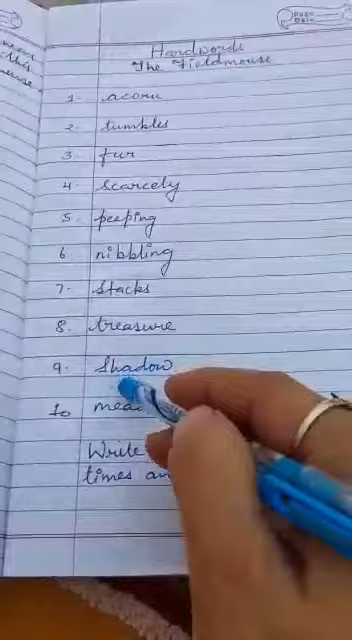 Hardwords
The Fieldmouse
1. acorn
2. tumbles
3. fur
4. scarcely
5. peeping
6. nibbling
7. stacks
8. treasure
9. Shadow
10
Write
times an
this